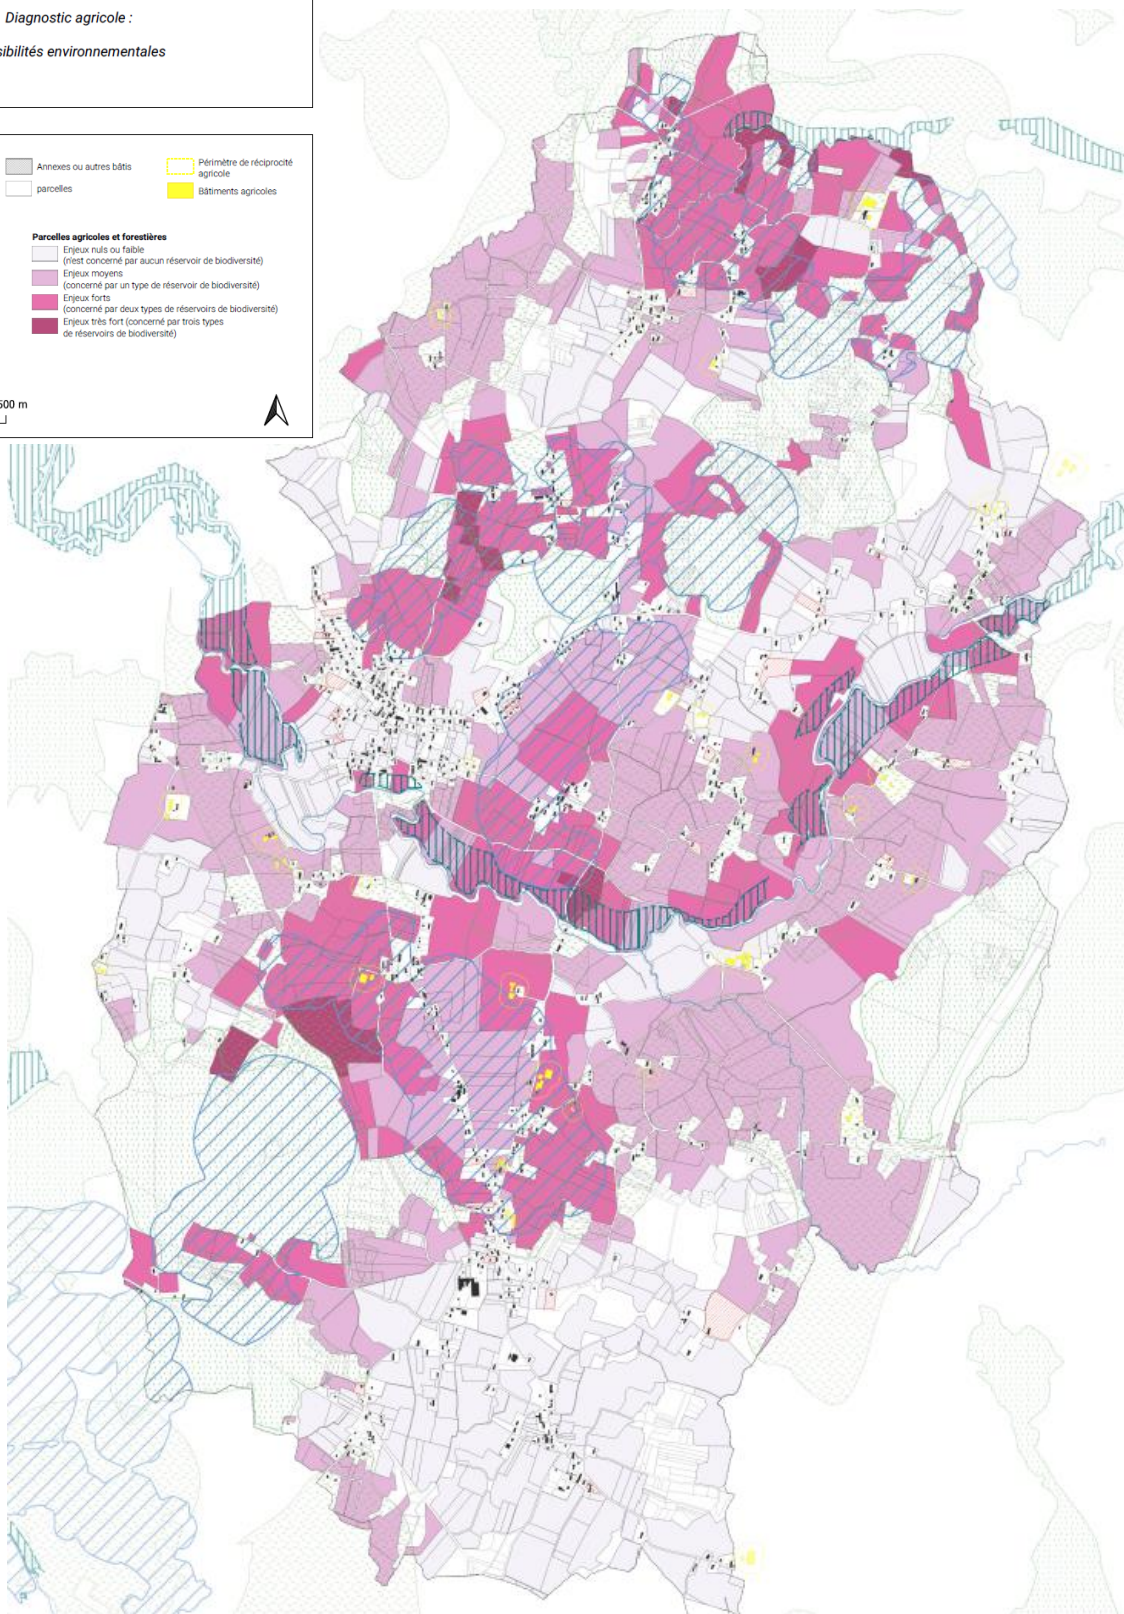 Diagnostic agricole :
sibilités environnementales
Annexes ou autres bâtis
parcelles
Périmètre de réciprocité
agricole
Bâtiments agricoles
Parcelles agricoles et forestières
Enjeux nuls ou faible
(n'est concerné par aucun réservoir de biodiversité)
Enjeux moyens
(concerné par un type de réservoir de biodiversité)
Enjeux forts
(concerné par deux types de réservoirs de biodiversité)
Enjeux très fort (concerné par trois types
de réservoirs de biodiversité)
500 m